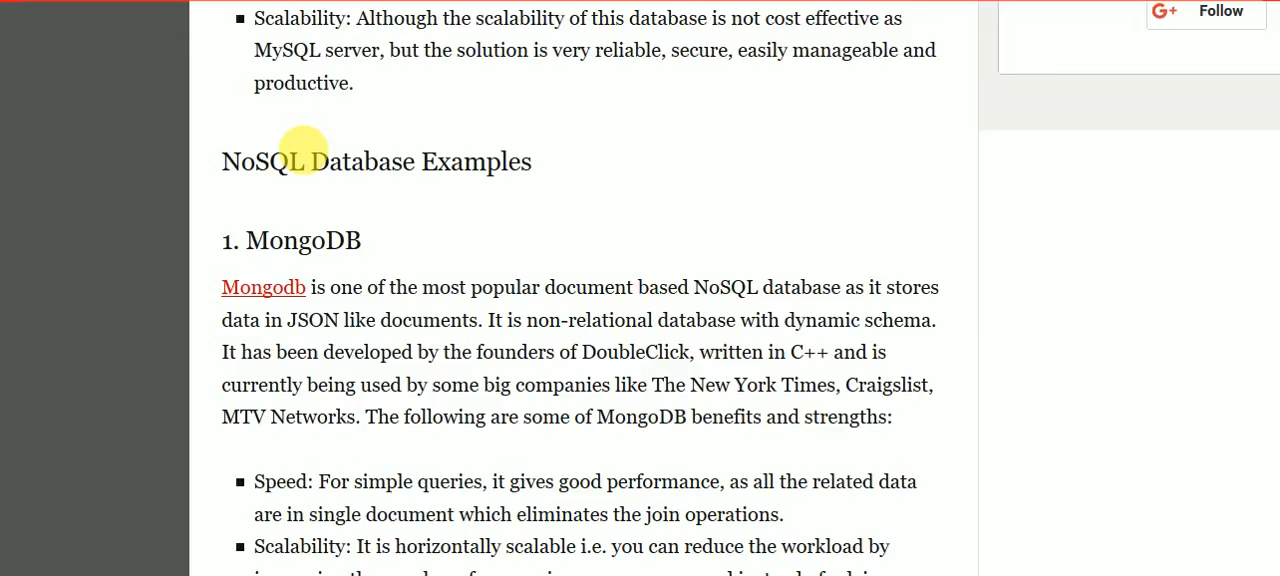 Scalability: Although the scalability of this database is not cost effective as
MySQL server, but the solution is very reliable, secure, easily manageable and
productive.
G+ Follow
NoSQL Database Examples
1. MongoDB
Mongodb is one of the most popular document based NoSQL database as it stores
data in JSON like documents. It is non-relational database with dynamic schema.
It has been developed by the founders of DoubleClick, written in C++ and is
currently being used by some big companies like The New York Times, Craigslist,
MTV Networks. The following are some of MongoDB benefits and strengths:
Speed: For simple queries, it gives good performance, as all the related data
are in single document which eliminates the join operations.
Scalability: It is horizontally scalable i.e. you can reduce the workload by